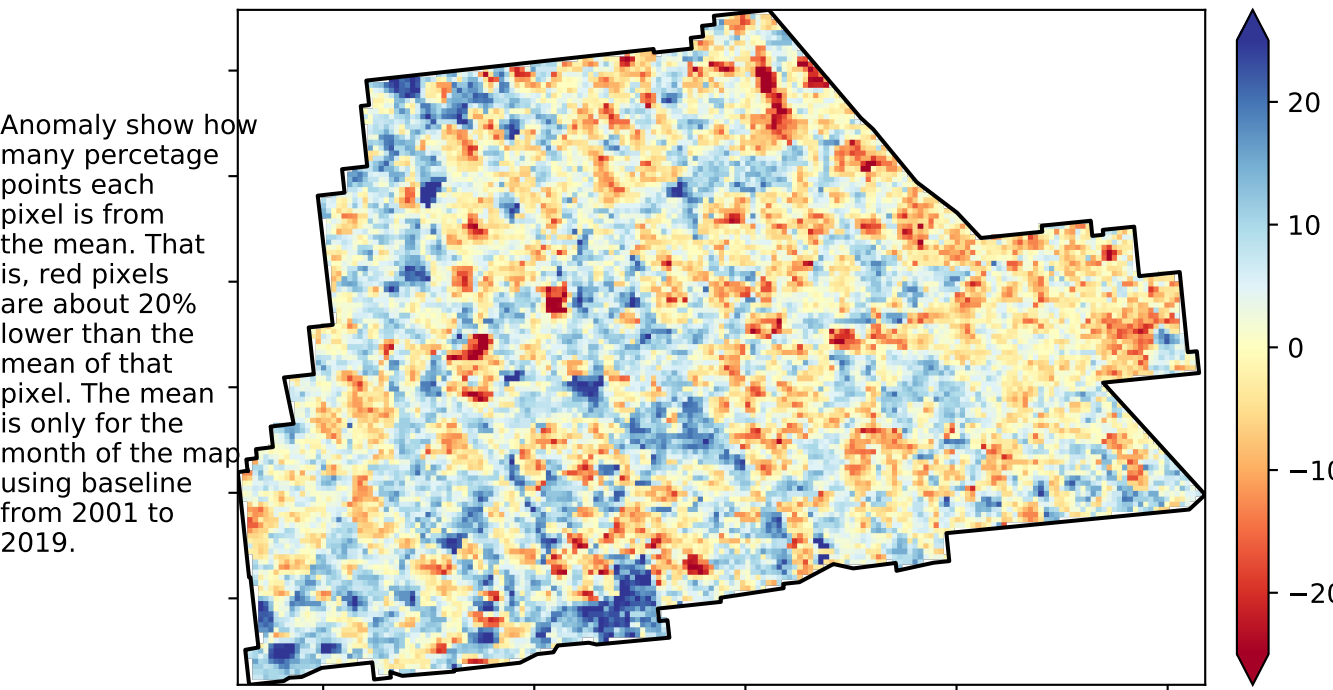 Anomaly show how
many percetage
points each
pixel is from
the mean. That
is, red pixels
are about 20%
lower than the
mean of that
pixel. The mean
is only for the
month of the map
using baseline
from 2001 to
2019.
20
10
0
−10
−20